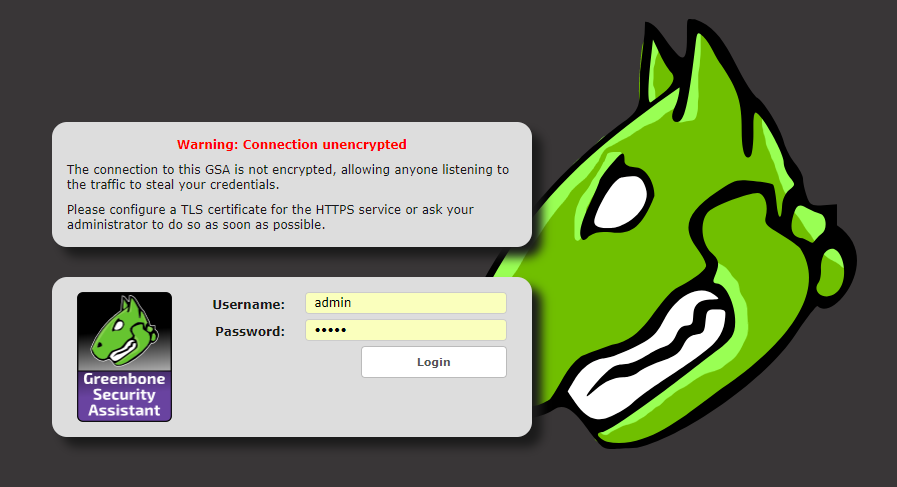 Warning: Connection unencrypted
The connection to this GSA is not encrypted, allowing anyone listening to
the traffic to steal your credentials.
Please configure a TLS certificate for the HTTPS service or ask your
administrator to do so as soon as possible.
Greenbone
Security
Assistant
Username: admin
Password: •••••
Login